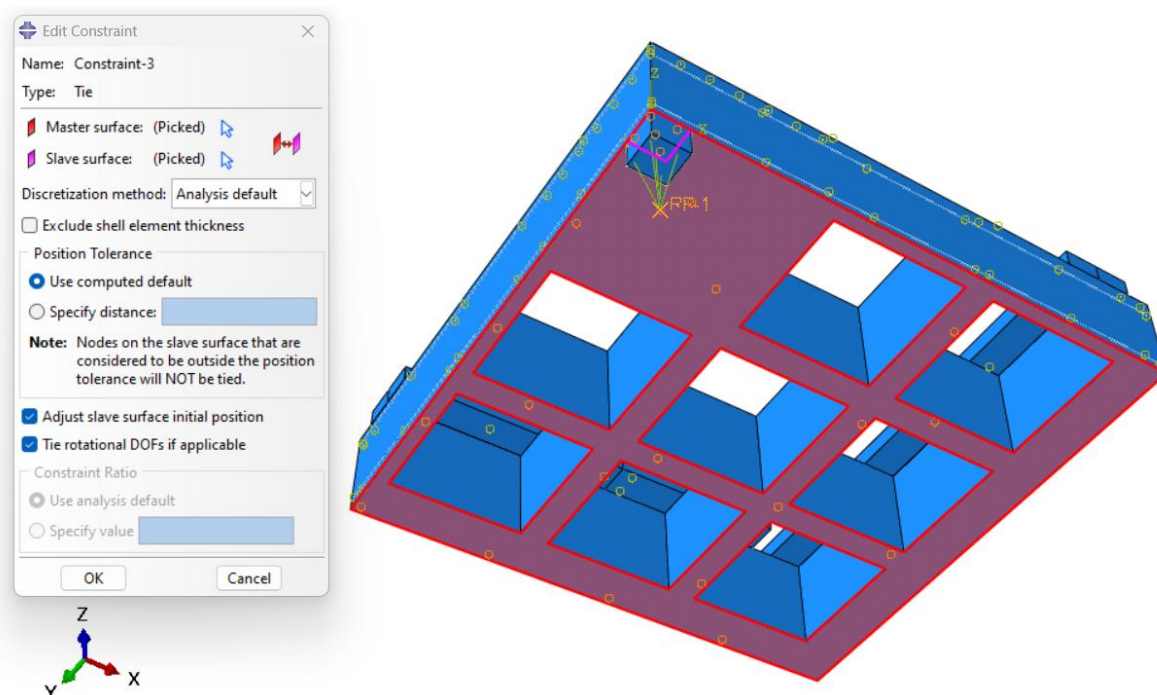 Edit Constraint
Name: Constraint-3
Type: Tie
Master surface: (Picked)
Slave surface: (Picked)
Discretization method: Analysis default
Exclude shell element thickness
Position Tolerance
Use computed default
Specify distance:
Note: Nodes on the slave surface that are
considered to be outside the position
tolerance will NOT be tied.
Adjust slave surface initial position
Tie rotational DOFs if applicable
Constraint Ratio
Use analysis default
Specify value
OK Cancel
Z
X
Z
X
Y